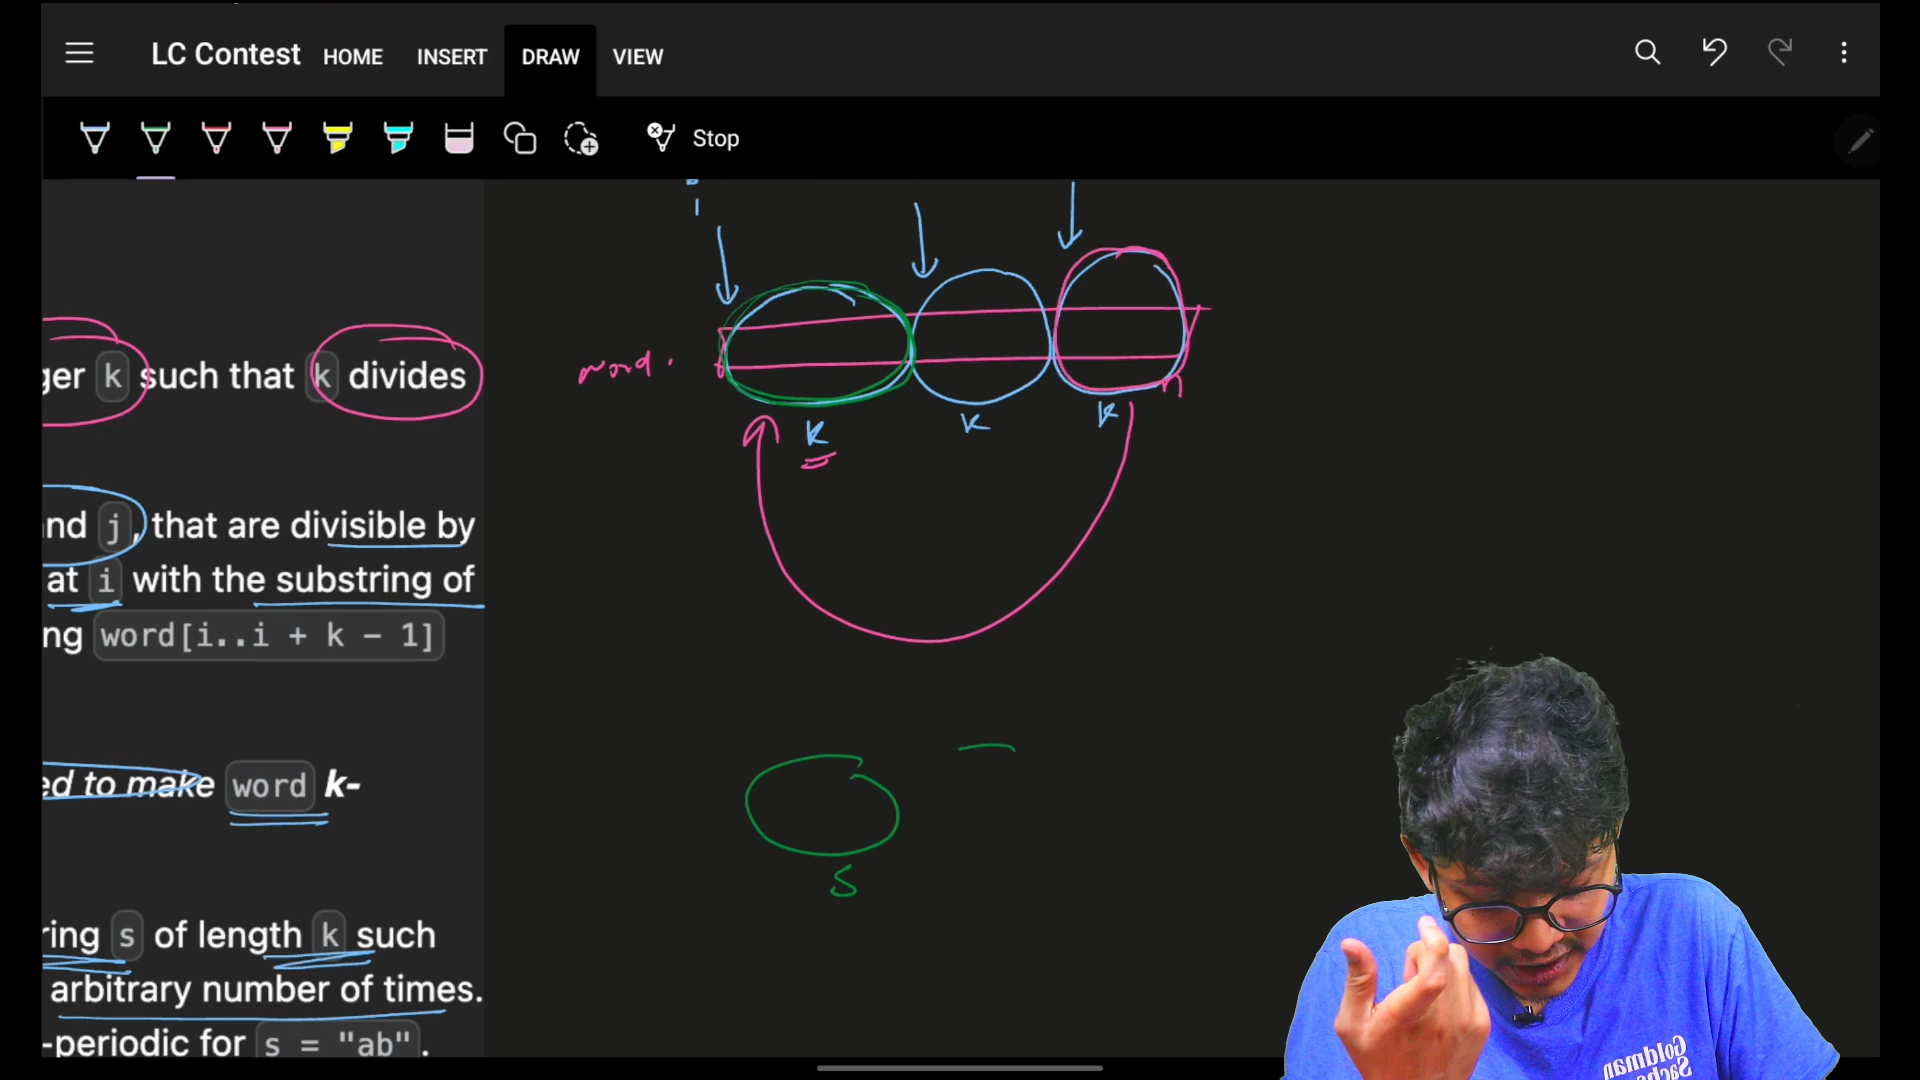 LC Contest HOME INSERT DRAW VIEW
Stop
ger k such that k divides
nd j, that are divisible by
at i with the substring of
ng word[i..i + k - 1]
ed to make word k-
ring s of length k such
arbitrary number of times.
-periodic for s = "ab".
i
word.
n
k k k
s
Goldman
Sachs